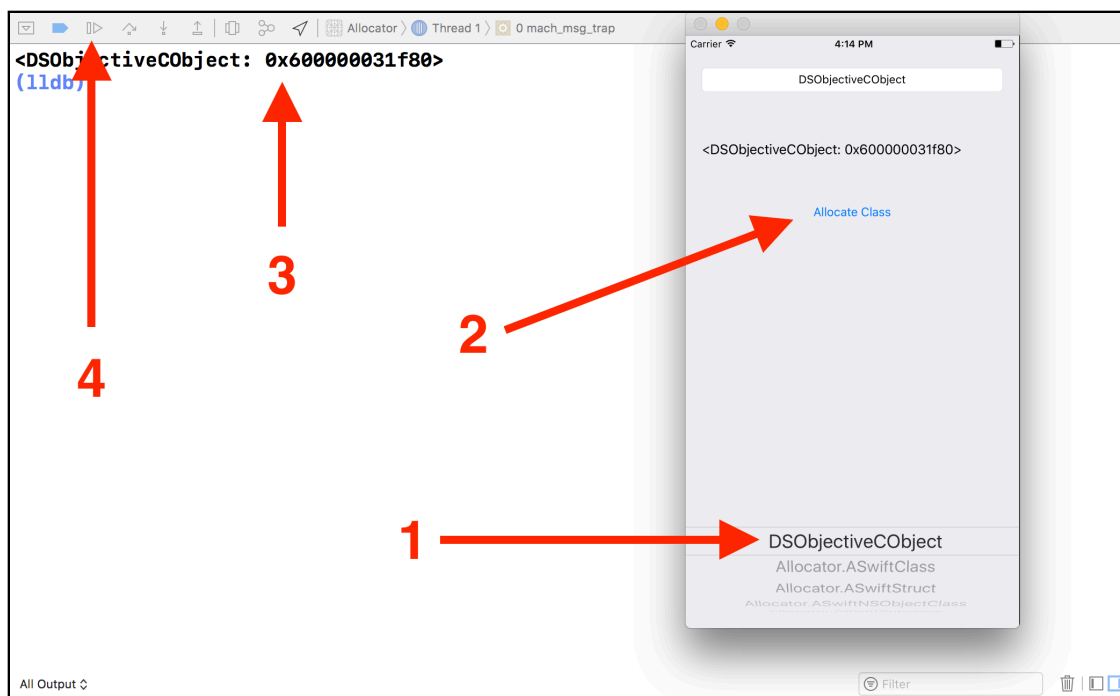 Allocator 〉 Thread 1 〉 0 mach_msg_trap
<DSObjectiveCObject: 0x600000031f80>
(lldb)
3
4
2
1
Carrier
4:14 PM
DSObjectiveCObject
<DSObjectiveCObject: 0x600000031f80>
Allocate Class
DSObjectiveCObject
Allocator.ASwiftClass
Allocator.ASwiftStruct
Allocator.ASwiftNSObjectClass
All Output
Filter